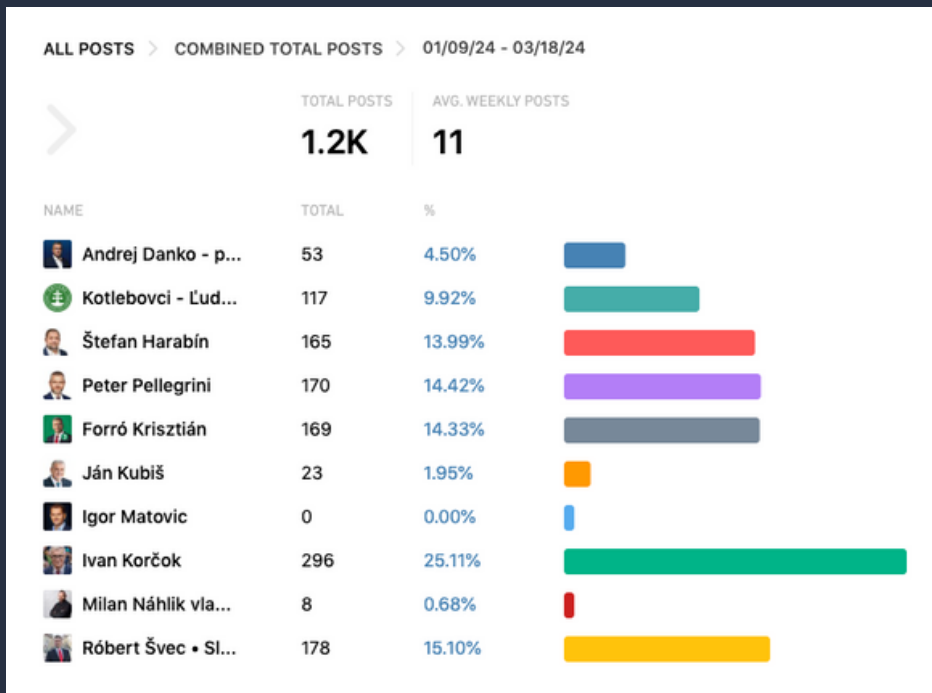 ALL POSTS > COMBINED TOTAL POSTS > 01/09/24 - 03/18/24
TOTAL POSTS AVG. WEEKLY POSTS
1.2K 11
NAME TOTAL %
Andrej Danko - p... 53 4.50%
Kotlebovci - Ľud... 117 9.92%
Štefan Harabín 165 13.99%
Peter Pellegrini 170 14.42%
Forró Krisztián 169 14.33%
Ján Kubiš 23 1.95%
Igor Matovic 0 0.00%
Ivan Korčok 296 25.11%
Milan Náhlik vla... 8 0.68%
Róbert Švec • Sl... 178 15.10%